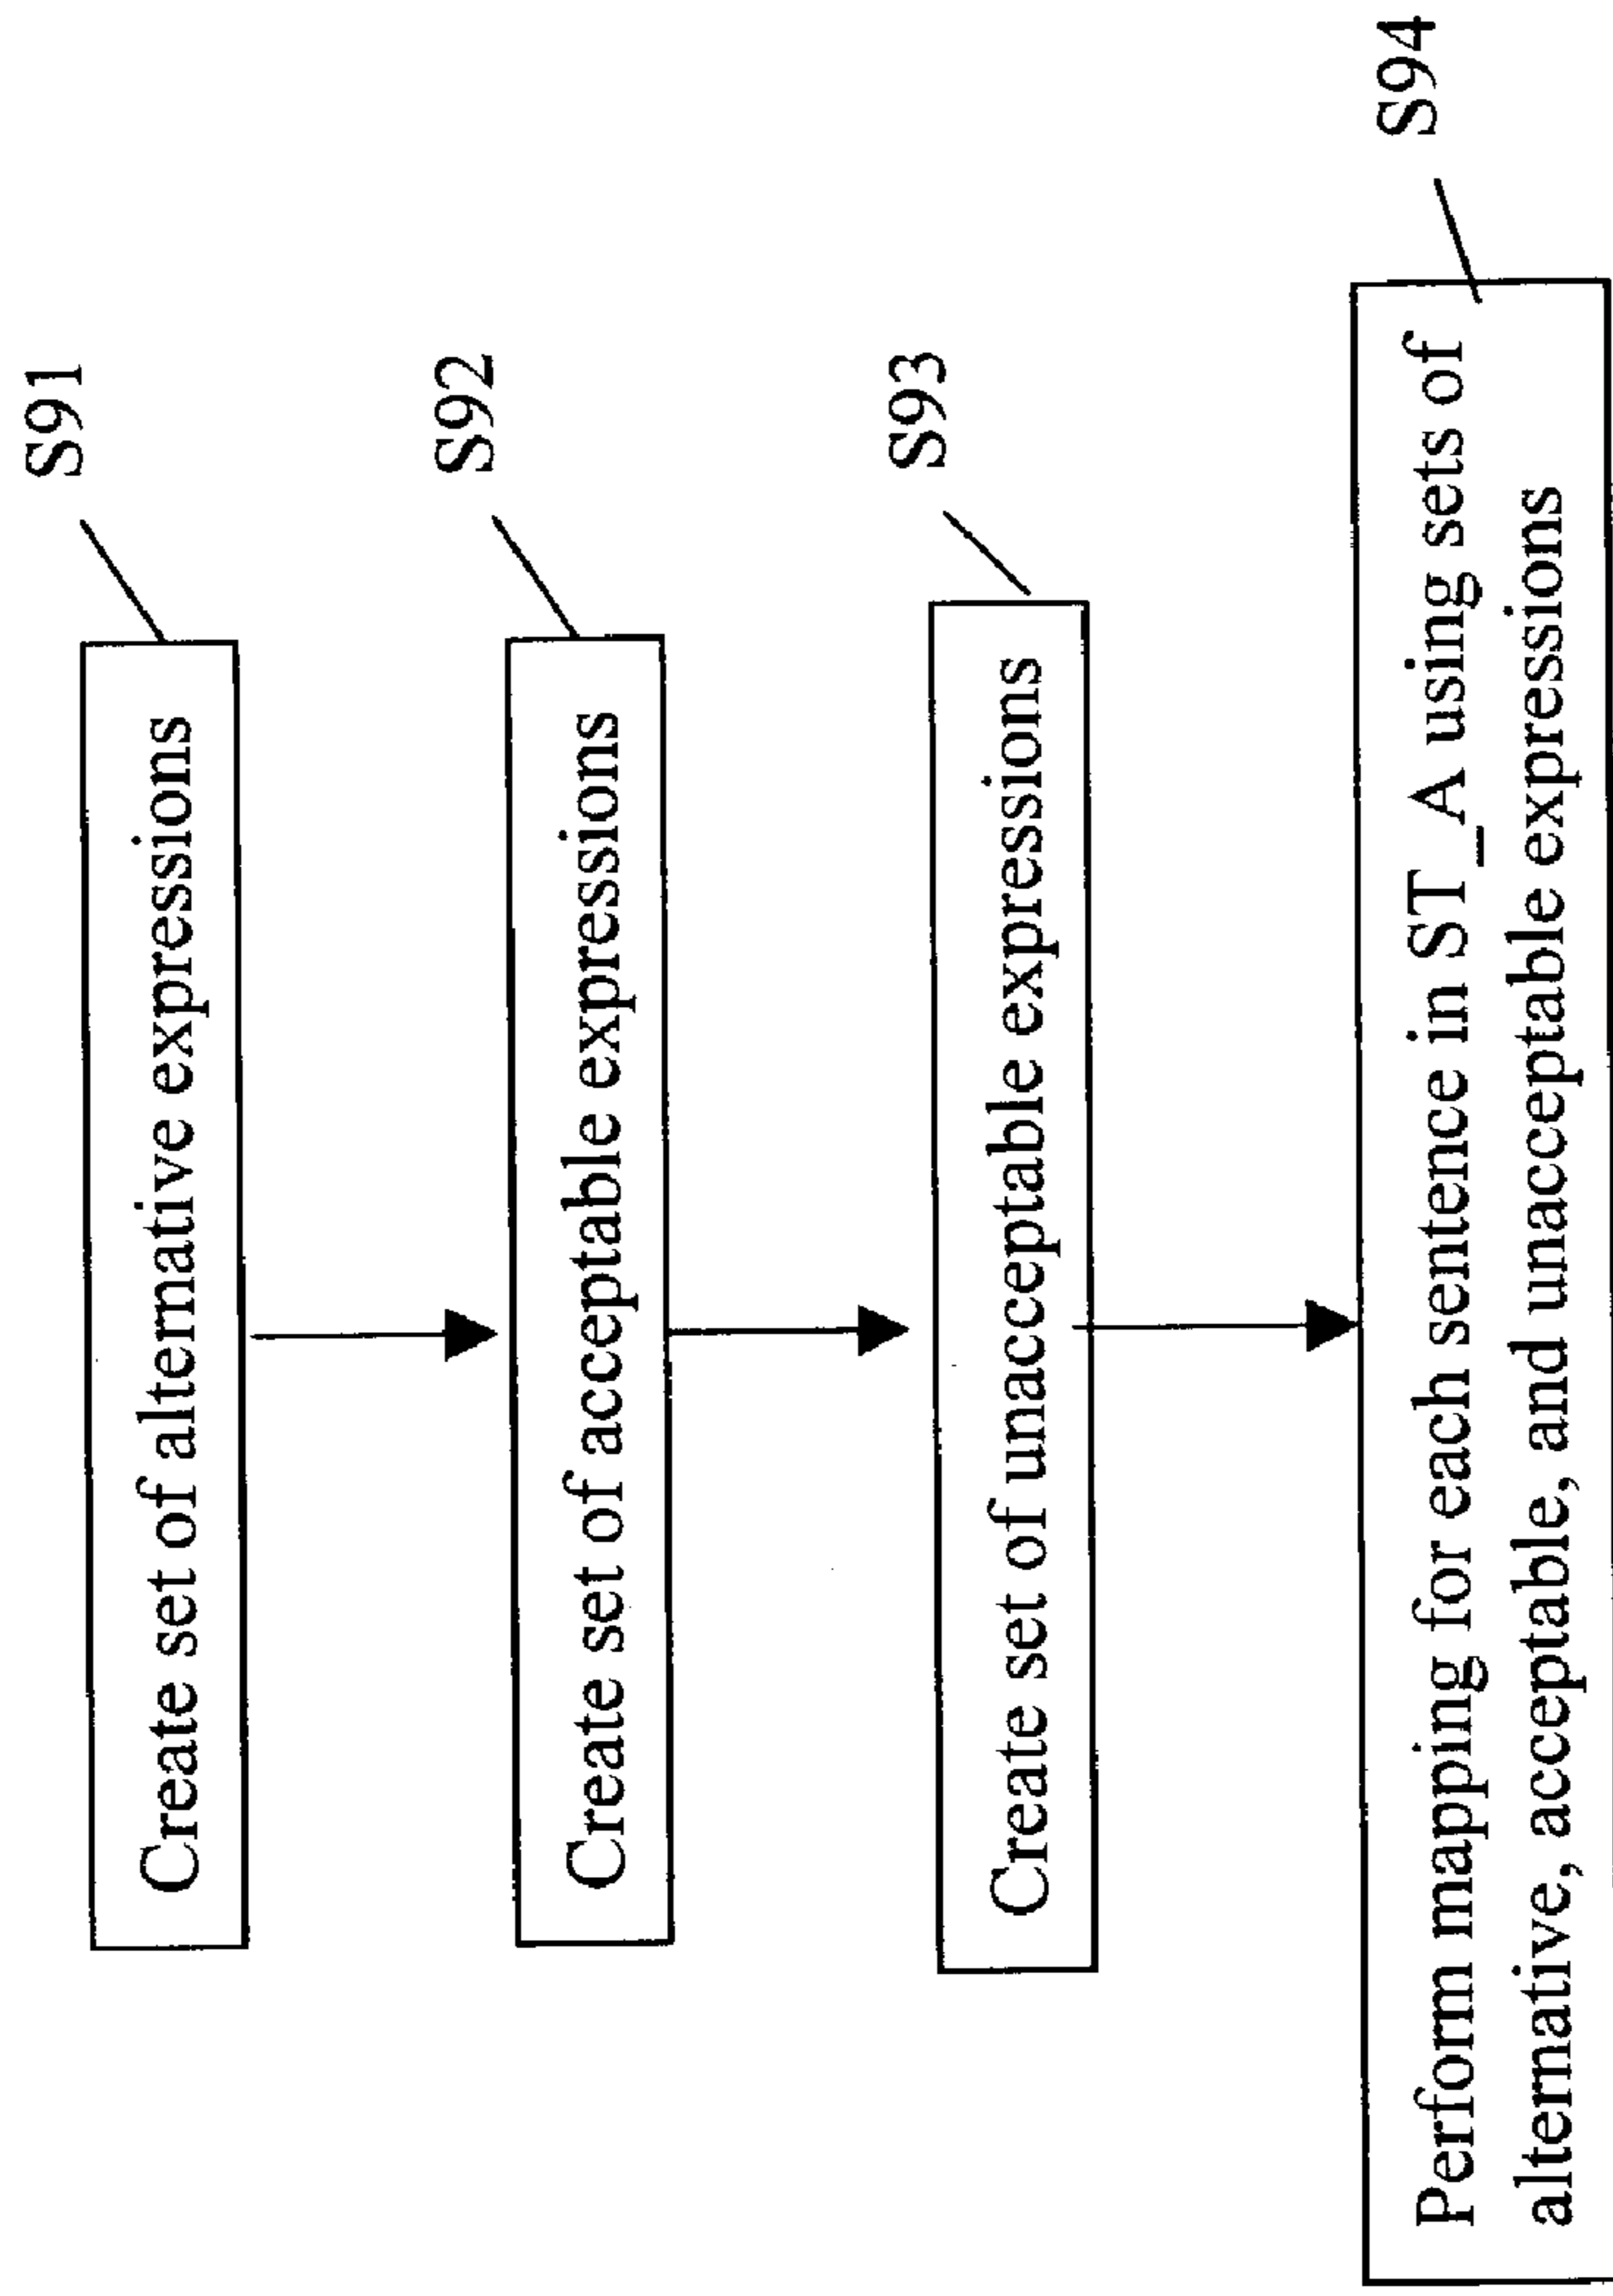 S91
Create set of alternative expressions
S92
Create set of acceptable expressions
S93
Create set of unacceptable expressions
S94
Perform mapping for each sentence in ST_A using sets of
alternative, acceptable, and unacceptable expressions